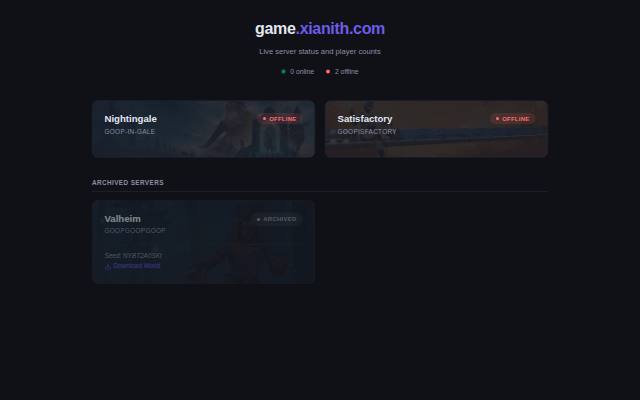 game.xianith.com
Live server status and player counts
0 online
2 offline
Nightingale
OFFLINE
GOOP-IN-GALE
Satisfactory
OFFLINE
GOOPISFACTORY
ARCHIVED SERVERS
Valheim
ARCHIVED
GOOPGOOPGOOP
Seed:
Download World